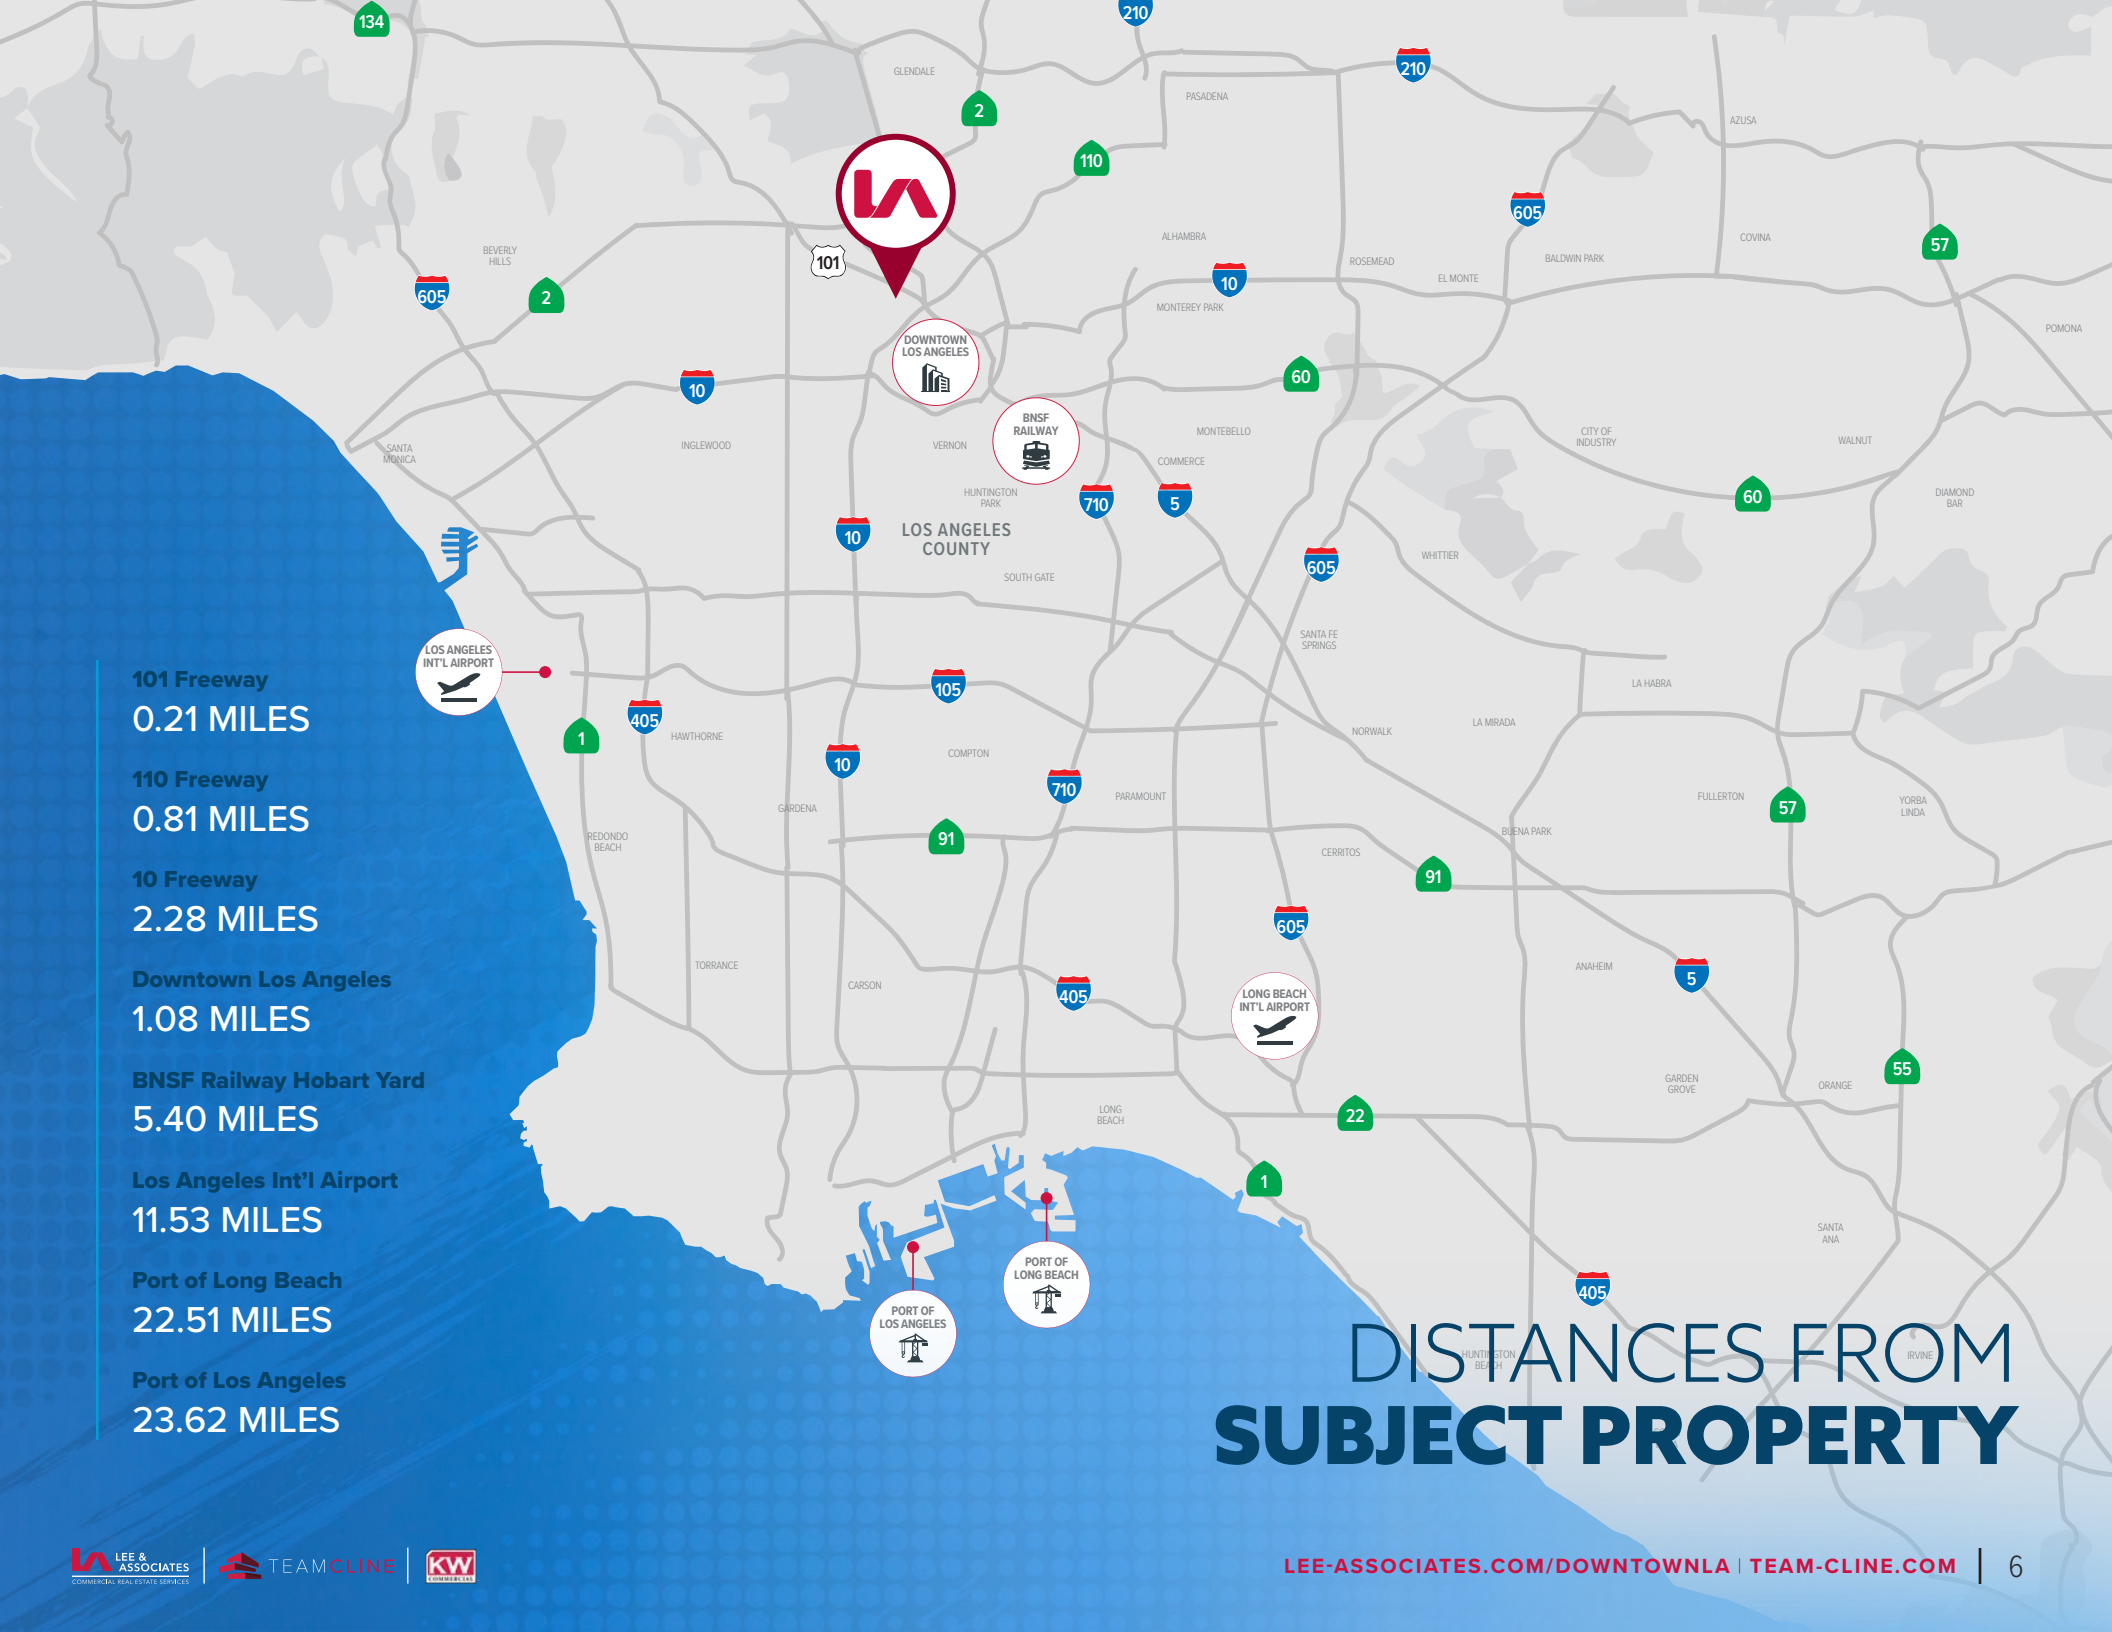 134
210
210
GLENDALE
2
PASADENA
AZUSA
110
LA
605
ALHAMBRA
COVINA
57
BEVERLY
HILLS
101
ROSEMEAD
BALDWIN PARK
EL MONTE
10
605
2
MONTEREY PARK
POMONA
DOWNTOWN
LOS ANGELES
10
60
BNSF
RAILWAY
SANTA
MONICA
INGLEWOOD
VERNON
MONTEBELLO
CITY OF
INDUSTRY
WALNUT
COMMERCE
HUNTINGTON
PARK
710
5
60
DIAMOND
BAR
10
LOS ANGELES
COUNTY
WHITTIER
605
SOUTH GATE
SANTA FE
SPRINGS
LOS ANGELES
INT'L AIRPORT
105
LA HABRA
405
1
HAWTHORNE
LA MIRADA
NORWALK
10
COMPTON
710
PARAMOUNT
GARDENA
FULLERTON
57
YORBA
LINDA
REDONDO
BEACH
91
BUENA PARK
CERRITOS
91
605
TORRANCE
CARSON
405
ANAHEIM
5
LONG BEACH
INT'L AIRPORT
55
GARDEN
GROVE
ORANGE
LONG
BEACH
22
1
SANTA
ANA
PORT OF
LONG BEACH
405
PORT OF
LOS ANGELES
HUNTINGTON
BEACH
IRVINE
101 Freeway
0.21 MILES
110 Freeway
0.81 MILES
10 Freeway
2.28 MILES
Downtown Los Angeles
1.08 MILES
BNSF Railway Hobart Yard
5.40 MILES
Los Angeles Int'l Airport
11.53 MILES
Port of Long Beach
22.51 MILES
Port of Los Angeles
23.62 MILES
DISTANCES FROM
SUBJECT PROPERTY
LEE &
ASSOCIATES
COMMERCIAL REAL ESTATE SERVICES
TEAMCLINE
KW
COMMERCIAL
LEE-ASSOCIATES.COM/DOWNTOWNLA | TEAM-CLINE.COM | 6